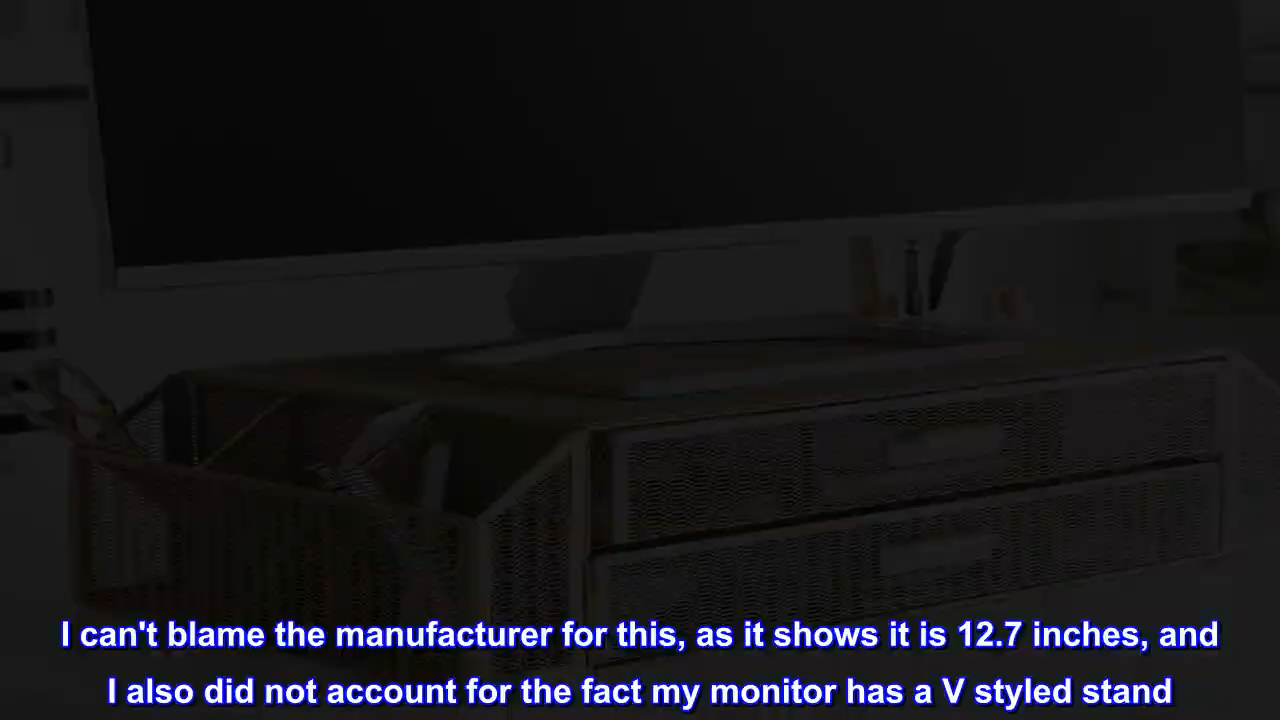 I can't blame the manufacturer for this, as it shows it is 12.7 inches, and
I also did not account for the fact my monitor has a V styled stand